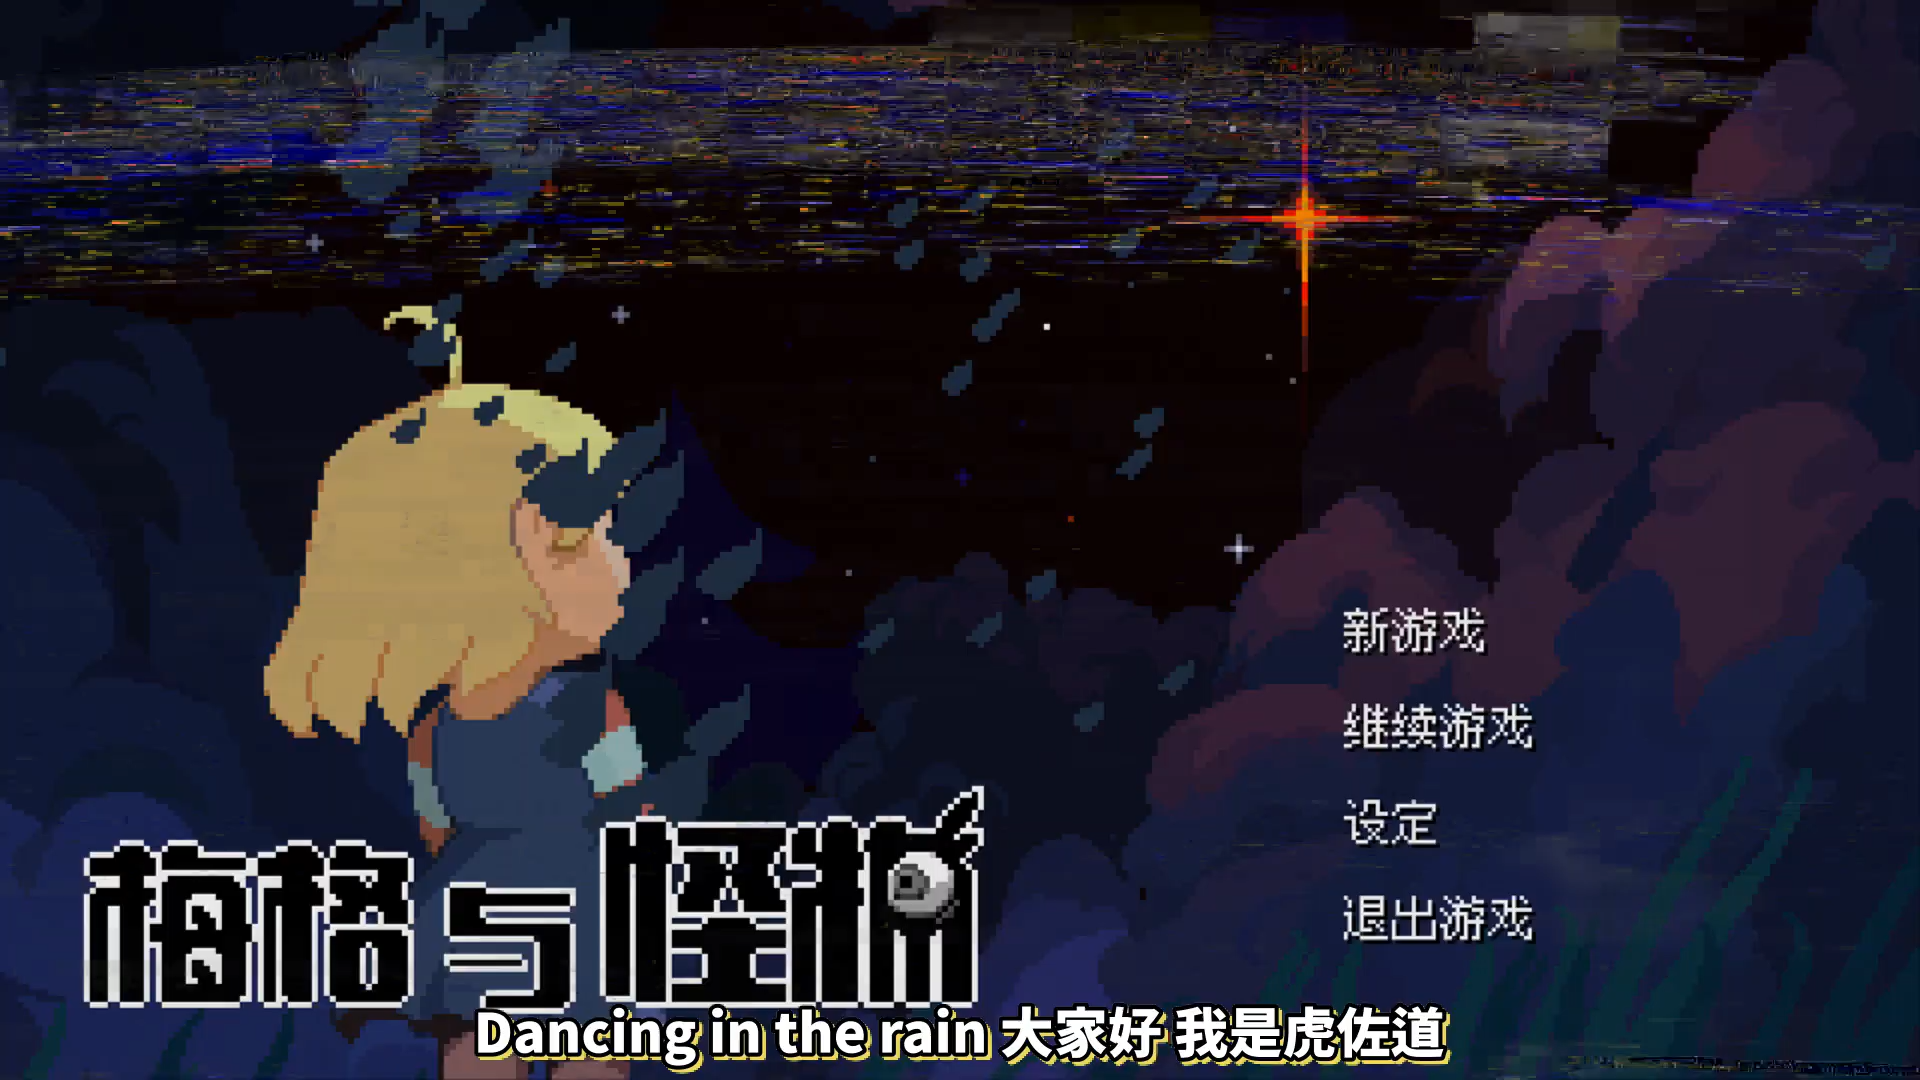 新游戏
继续游戏
设定
退出游戏
梅格与怪物
Dancing in the rain 大家好 我是虎佐道